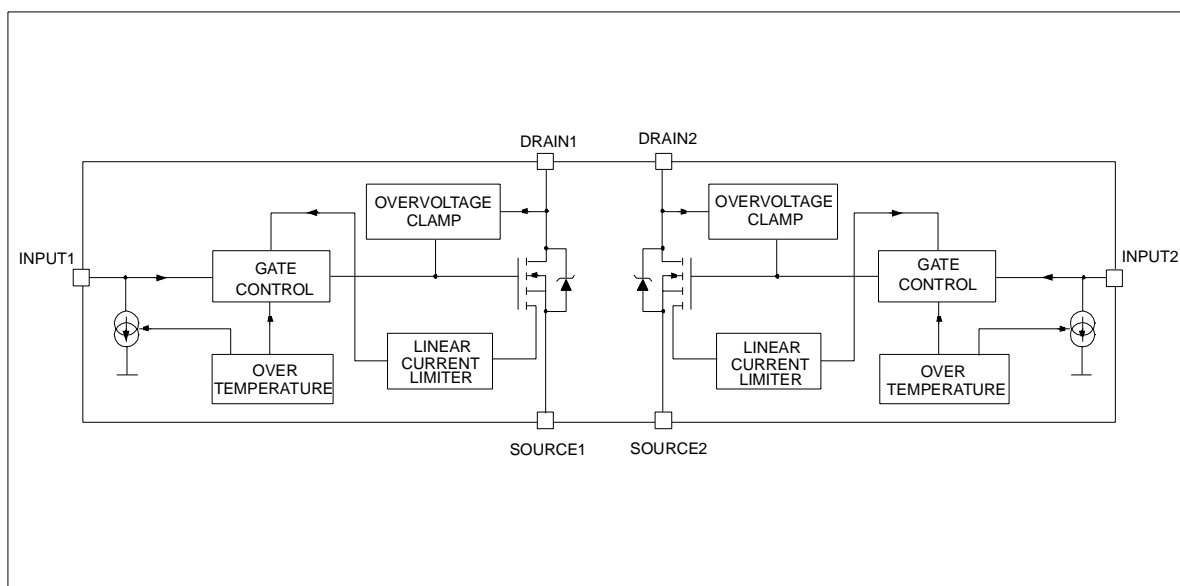 DRAIN1
DRAIN2
OVERVOLTAGE
CLAMP
OVERVOLTAGE
CLAMP
INPUT1
GATE
CONTROL
GATE
CONTROL
INPUT2
LINEAR
CURRENT
LIMITER
LINEAR
CURRENT
LIMITER
OVER
TEMPERATURE
OVER
TEMPERATURE
SOURCE1
SOURCE2